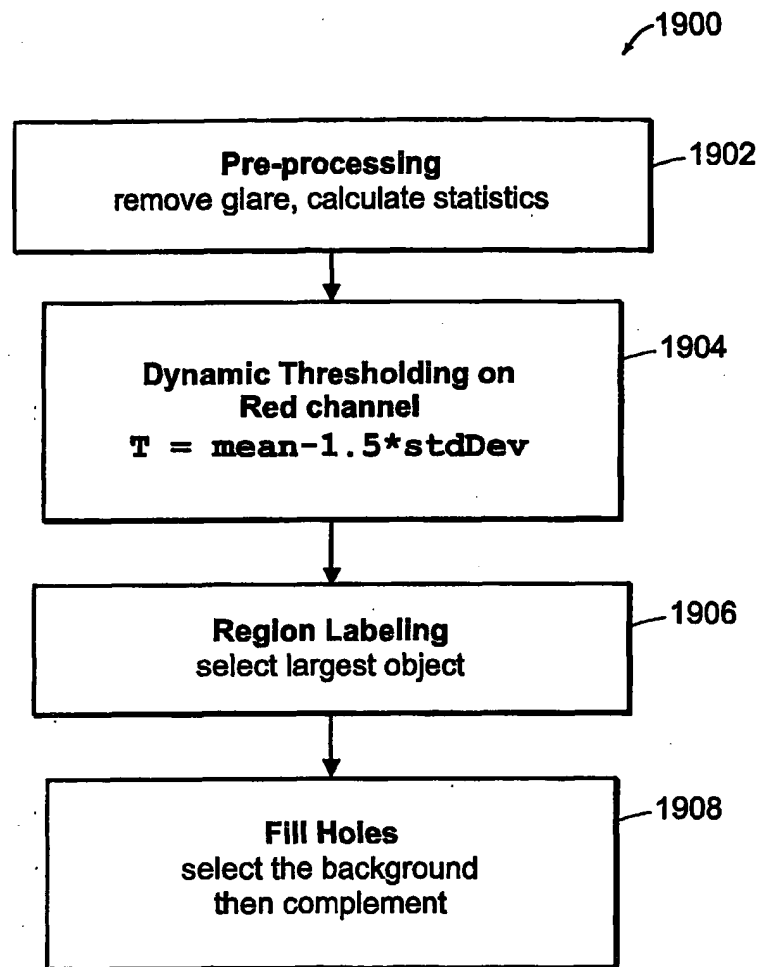 1900
Pre-processing
remove glare, calculate statistics
1902
Dynamic Thresholding on
Red channel
T = mean-1.5*stdDev
1904
Region Labeling
select largest object
1906
Fill Holes
select the background
then complement
1908